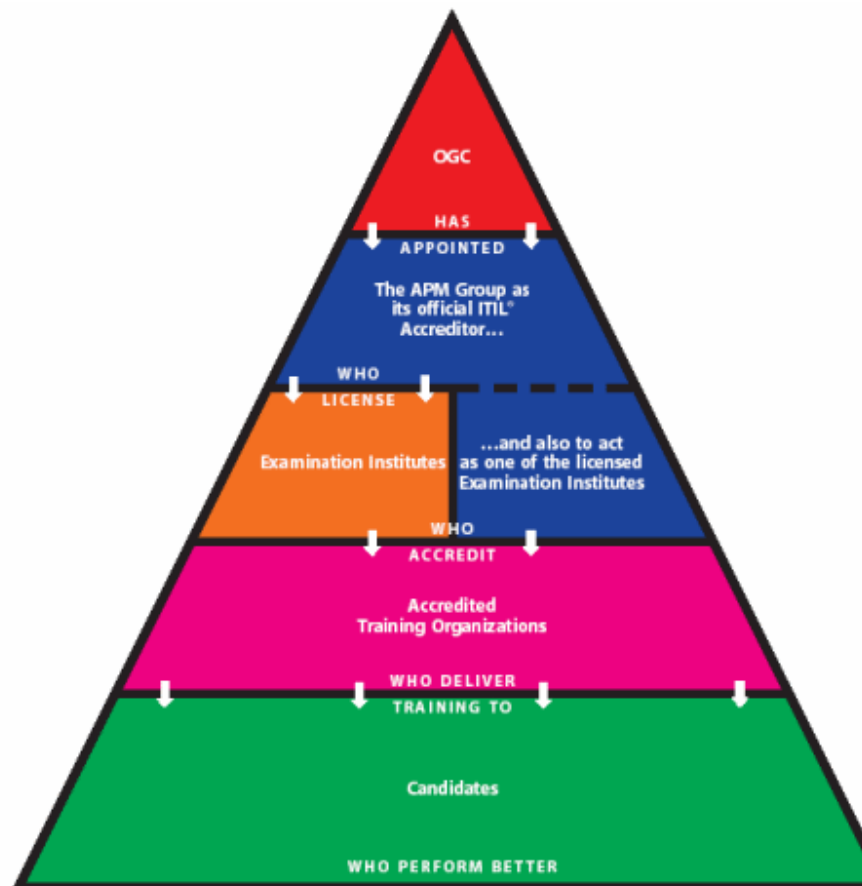 OGC
HAS
APPOINTED
The APM Group as
its official ITIL®
Accreditor...
WHO
LICENSE
Examination Institutes
...and also to act
as one of the licensed
Examination Institutes
WHO
ACCREDIT
Accredited
Training Organizations
WHO DELIVER
TRAINING TO
Candidates
WHO PERFORM BETTER